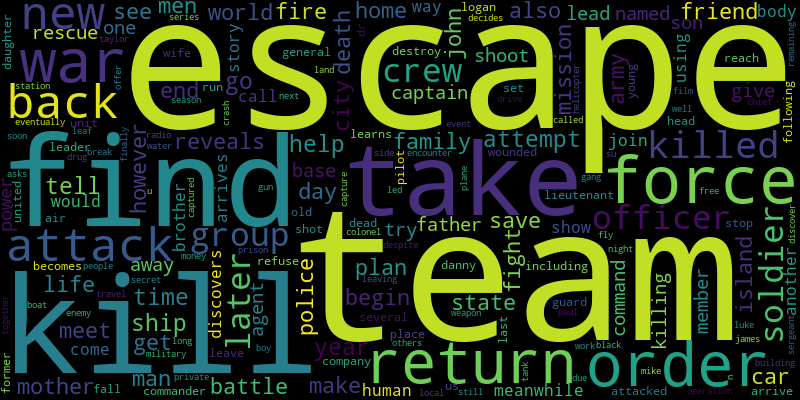 new see men world fire also lead named friend body
daughter rescue one story home way logan series decides
war escape death dr john son
taylor wife general destroy shoot mission helicopter army young using reach
back end go run call city land captain crew set drive film chief give following
station offer season crash next called well head
eventually unit reveals learns family attempt join killed
soon leaf radio water help side encounter pilot wounded su
find take force
leader drug break finally however arrives base event plane lieutenant gang free
power united tell would asks air u brother captured gun day led capture
attack group old shot dead colonel try father save show officer stop discover
despite fly night
becomes people away discovers police plan danny including fight guard soldier another
life secret prison money refuse leaving begin state command member island luke
kill team
together travel time agent several weapon last paul killing james sergeant
boat enemy ship later year place others work black building
meet get long leave boy company return order car
come military due mike remaining
former mother man private battle make human us tank meanwhile attacked n operation arrive
fall commander local still